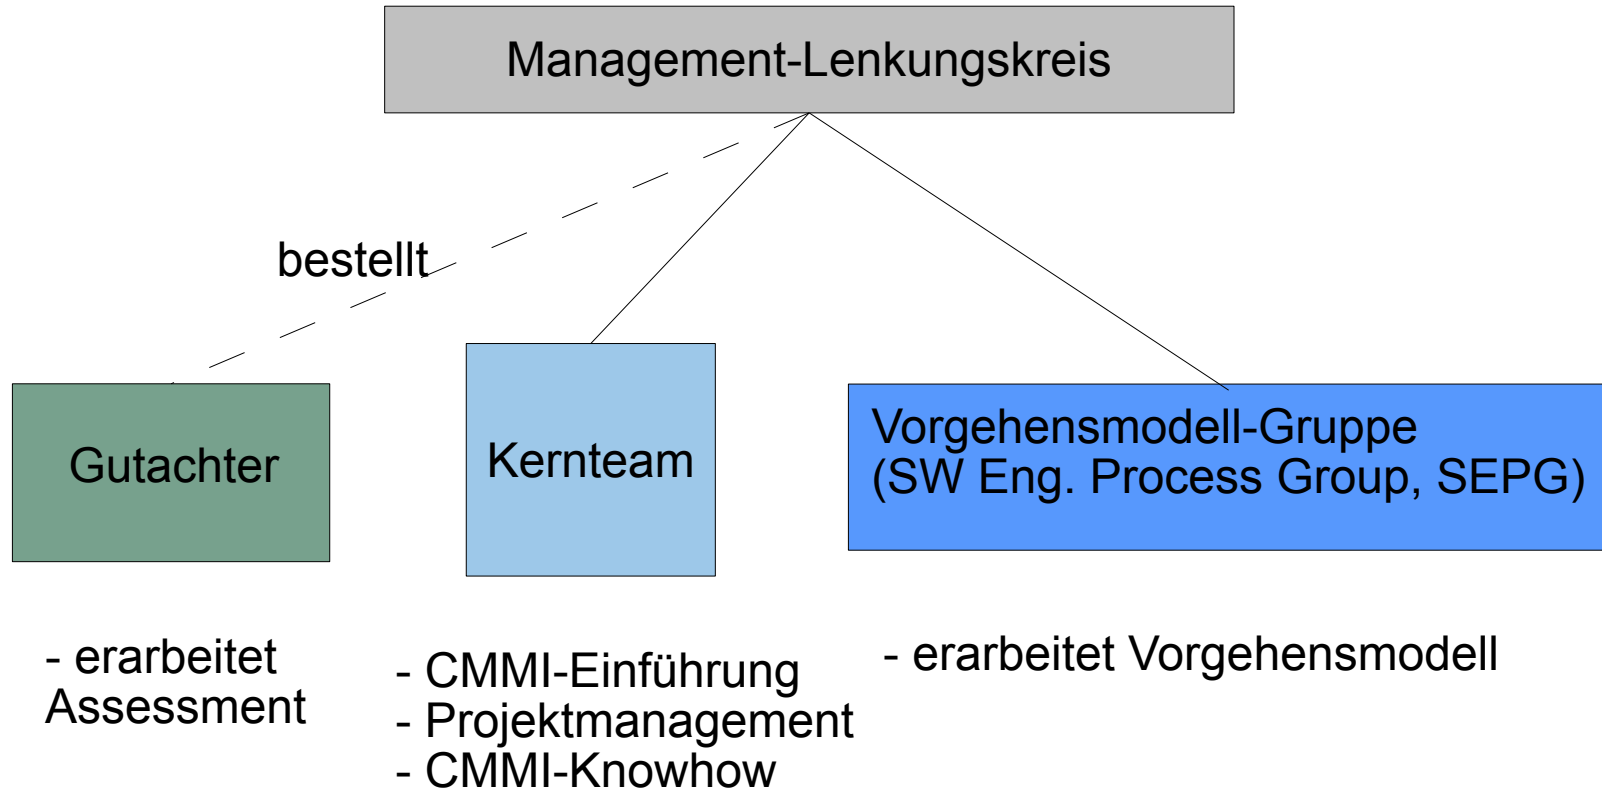 Management-Lenkungskreis
bestellt
Gutachter
Kernteam
Vorgehensmodell-Gruppe
(SW Eng. Process Group, SEPG)
- erarbeitet
Assessment
- CMMI-Einführung
- Projektmanagement
- CMMI-Knowhow
- erarbeitet Vorgehensmodell